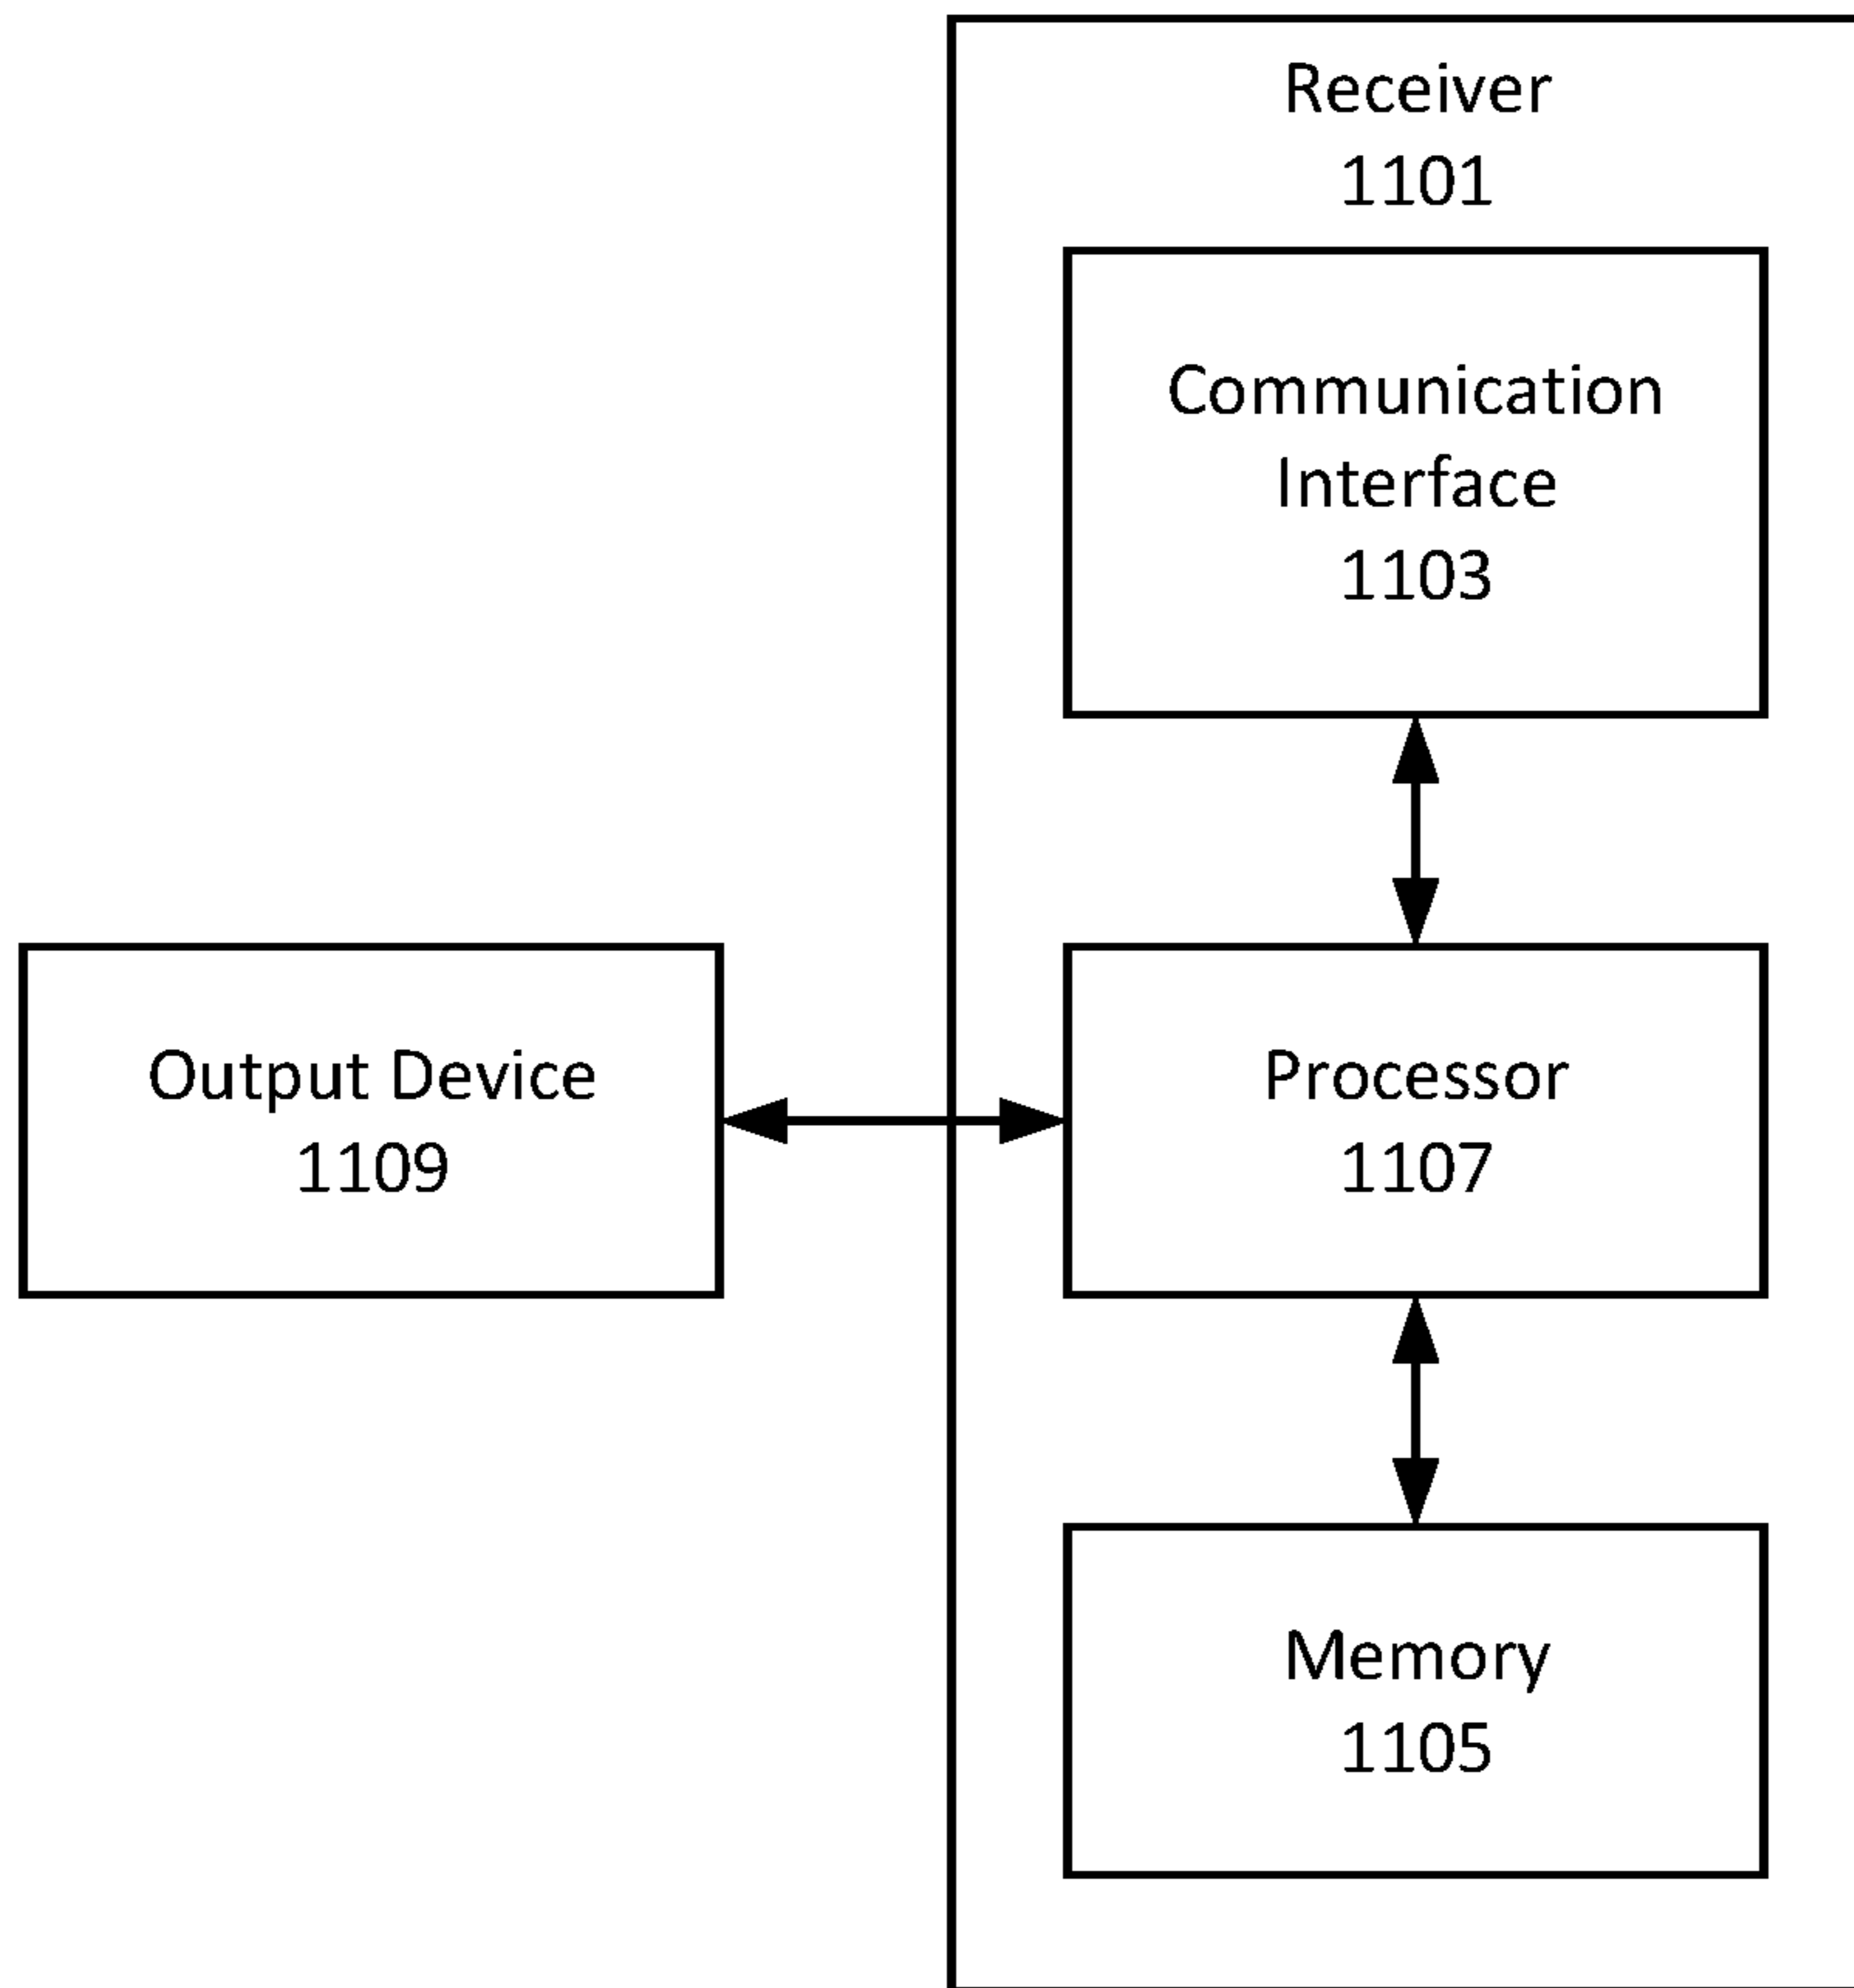 Receiver
1101
Communication
Interface
1103
Output Device
1109
Processor
1107
Memory
1105